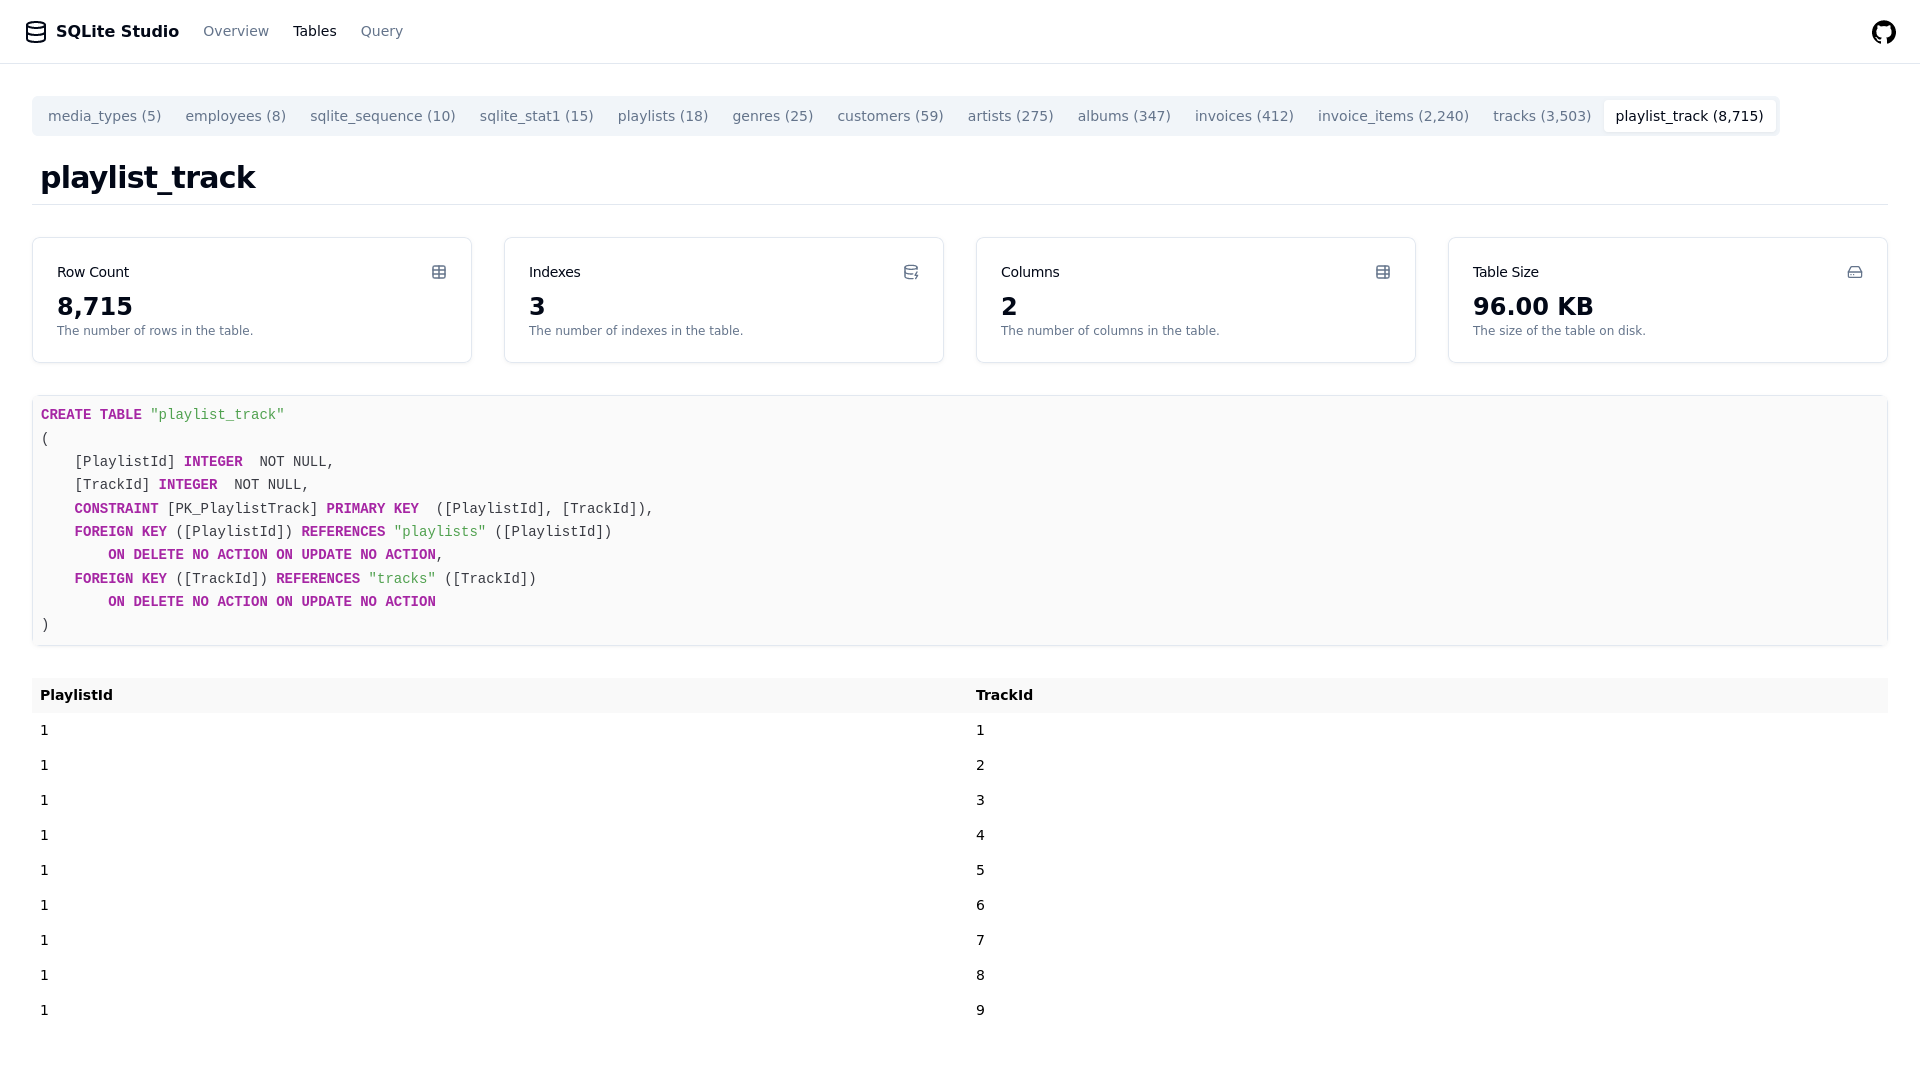 SQLite Studio Overview Tables Query
media_types (5) employees (8) sqlite_sequence (10) sqlite_stat1 (15) playlists (18) genres (25) customers (59) artists (275) albums (347) invoices (412) invoice_items (2,240) tracks (3,503) playlist_track (8,715)
playlist_track
Row Count Indexes Columns Table Size
8,715 3 2 96.00 KB
The number of rows in the table. The number of indexes in the table. The number of columns in the table. The size of the table on disk.
CREATE TABLE "playlist_track"
(
    [PlaylistId] INTEGER  NOT NULL,
    [TrackId] INTEGER  NOT NULL,
    CONSTRAINT [PK_PlaylistTrack] PRIMARY KEY  ([PlaylistId], [TrackId]),
    FOREIGN KEY ([PlaylistId]) REFERENCES "playlists" ([PlaylistId])
        ON DELETE NO ACTION ON UPDATE NO ACTION,
    FOREIGN KEY ([TrackId]) REFERENCES "tracks" ([TrackId])
        ON DELETE NO ACTION ON UPDATE NO ACTION
)
PlaylistId TrackId
1 1
1 2
1 3
1 4
1 5
1 6
1 7
1 8
1 9